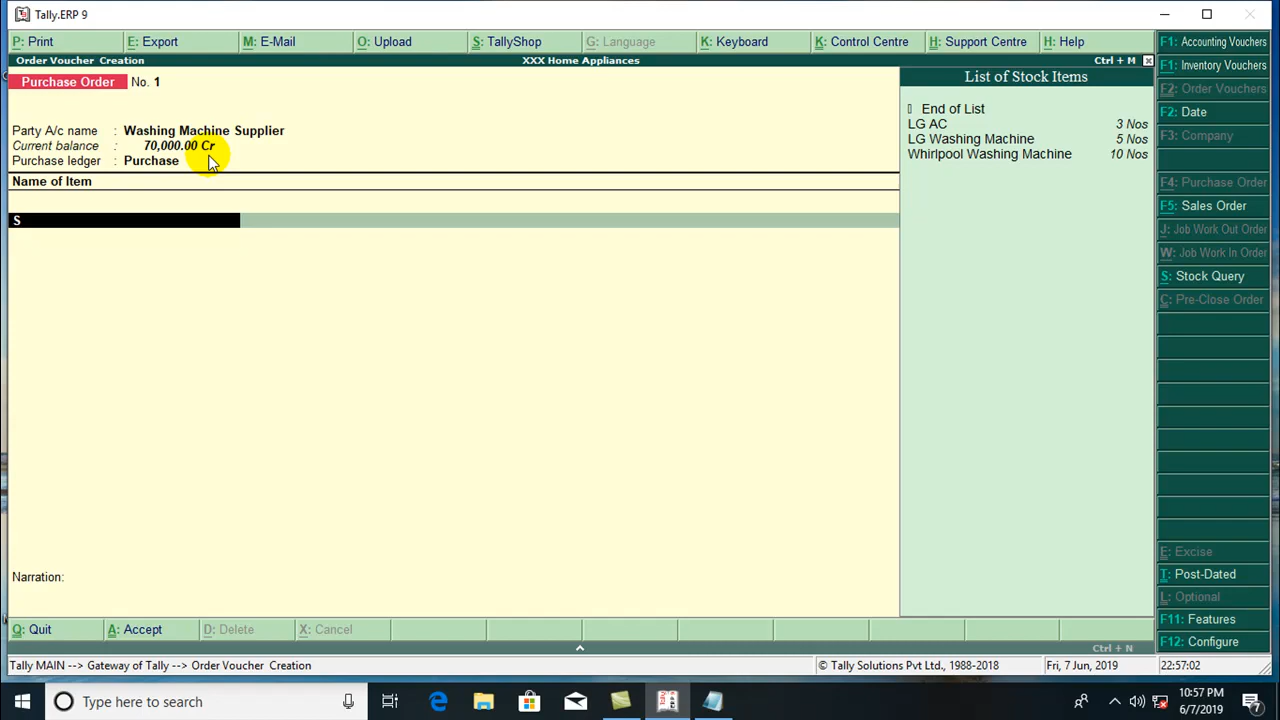 Tally.ERP 9
P: Print E: Export M: E-Mail O: Upload S: TallyShop G: Language K: Keyboard K: Control Centre H: Support Centre H: Help
Order Voucher Creation XXX Home Appliances Ctrl + M
Purchase Order No. 1
Party A/c name : Washing Machine Supplier
Current balance : 70,000.00 Cr
Purchase ledger : Purchase
Name of Item
S
Narration:
List of Stock Items
End of List
LG AC 3 Nos
LG Washing Machine 5 Nos
Whirlpool Washing Machine 10 Nos
F1: Accounting Vouchers
F1: Inventory Vouchers
F2: Order Vouchers
F2: Date
F3: Company
F4: Purchase Order
F5: Sales Order
J: Job Work Out Order
W: Job Work In Order
S: Stock Query
C: Pre-Close Order
E: Excise
T: Post-Dated
L: Optional
F11: Features
F12: Configure
Q: Quit A: Accept D: Delete X: Cancel
Ctrl + N
Tally MAIN --> Gateway of Tally --> Order Voucher Creation © Tally Solutions Pvt Ltd., 1988-2018 Fri, 7 Jun, 2019 22:57:02
Type here to search
10:57 PM
6/7/2019
7